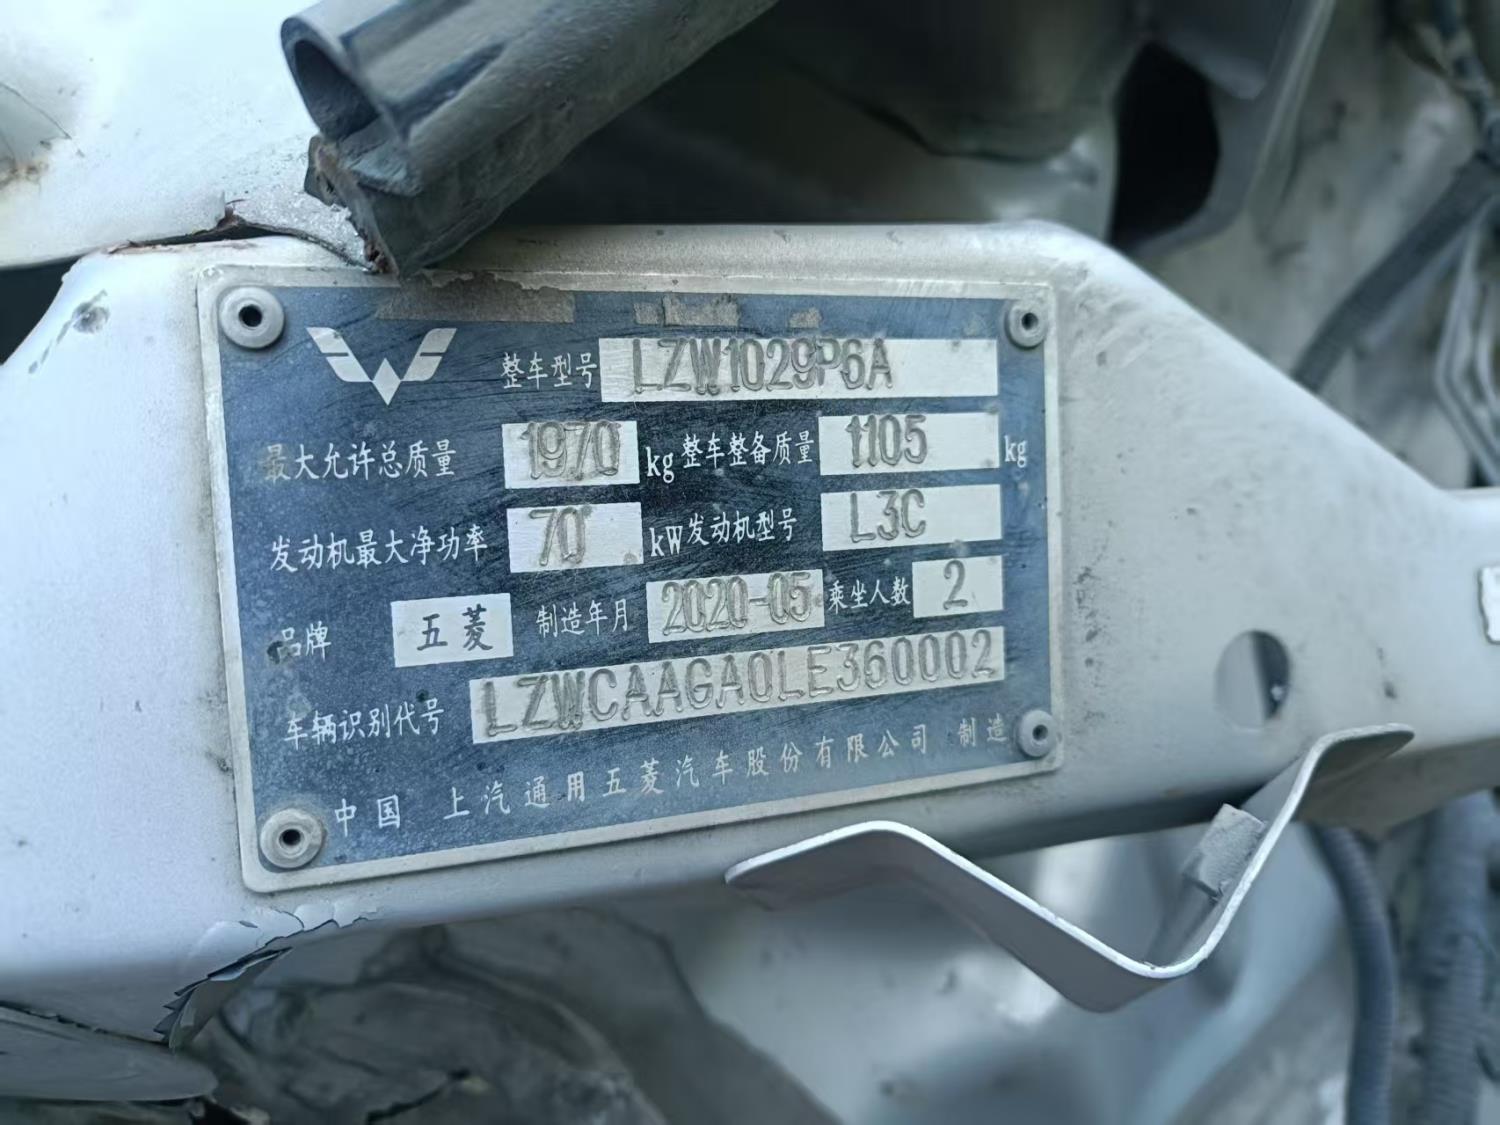 整车型号 LZW1029P6A
最大允许总质量 1970 kg 整车整备质量 1105 kg
发动机最大净功率 70 kW 发动机型号 L3C
品牌 五菱 制造年月 2020-05 乘坐人数 2
车辆识别代号 LZWCAAGA0LE360002
中国 上汽通用五菱汽车股份有限公司 制造